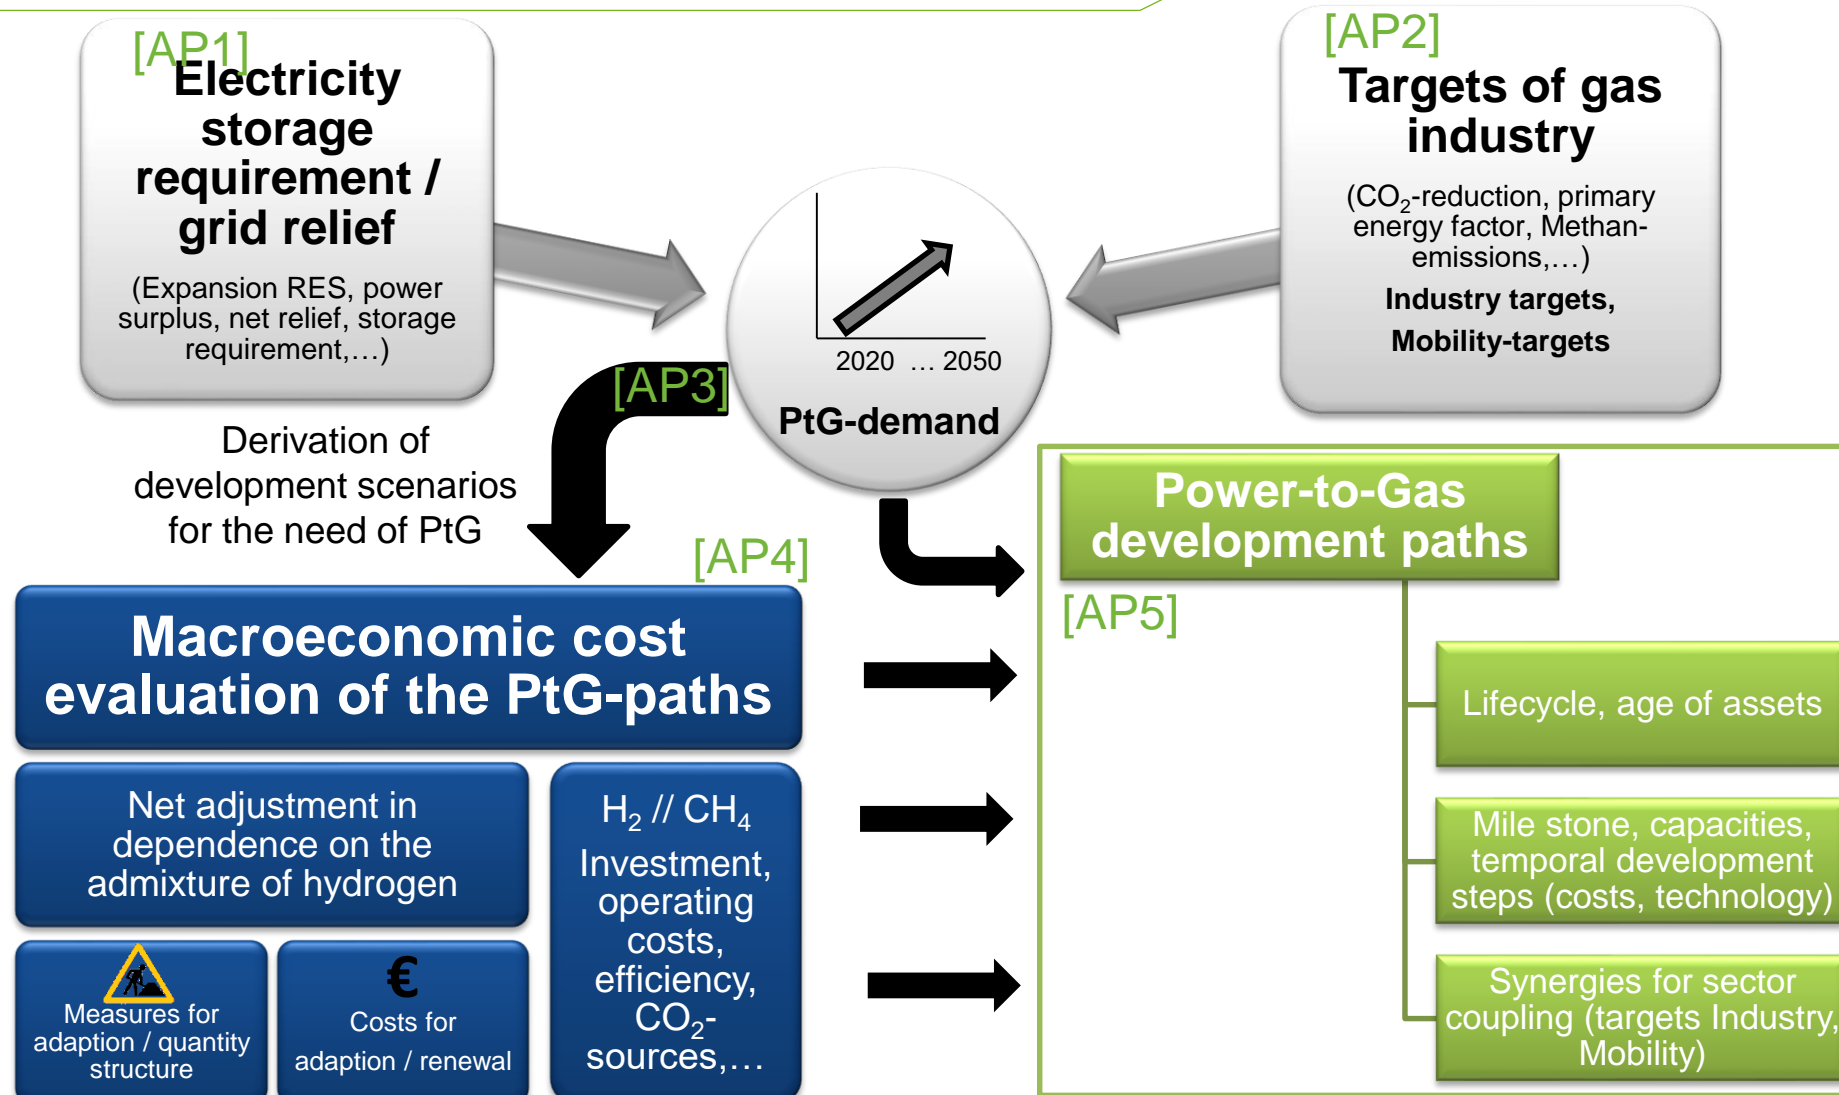 [AP1]
Electricity
storage
requirement /
grid relief
(Expansion RES, power
surplus, net relief, storage
requirement,…)
[AP2]
Targets of gas
industry
(CO₂-reduction, primary
energy factor, Methan-
emissions,…)
Industry targets,
Mobility-targets
2020 … 2050
PtG-demand
[AP3]
Derivation of
development scenarios
for the need of PtG
[AP4]
Macroeconomic cost
evaluation of the PtG-paths
Net adjustment in
dependence on the
admixture of hydrogen
Measures for
adaption / quantity
structure
€
Costs for
adaption / renewal
H₂ // CH₄
Investment,
operating
costs,
efficiency,
CO₂-
sources,…
Power-to-Gas
development paths
[AP5]
Lifecycle, age of assets
Mile stone, capacities,
temporal development
steps (costs, technology)
Synergies for sector
coupling (targets Industry,
Mobility)